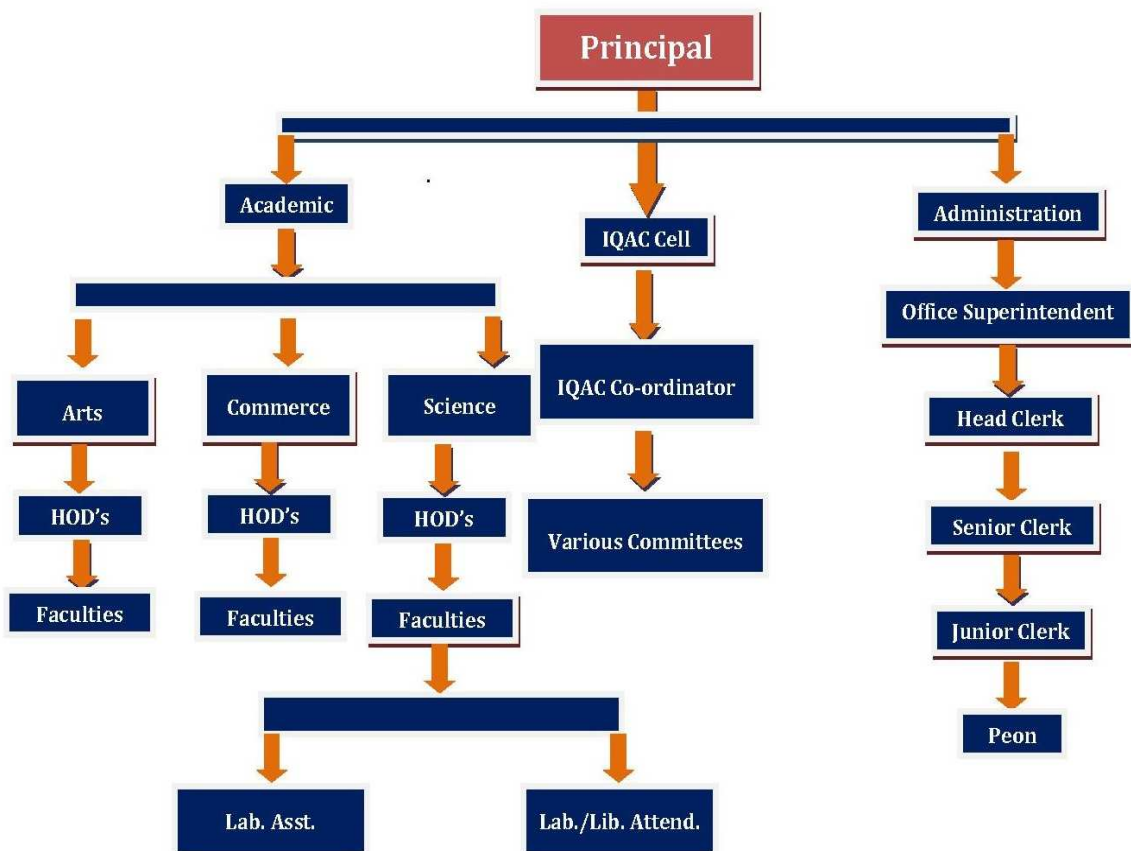 Principal
Academic
IQAC Cell
Administration
Office Superintendent
Arts
Commerce
Science
IQAC Co-ordinator
Head Clerk
HOD's
HOD's
HOD's
Various Committees
Senior Clerk
Faculties
Faculties
Faculties
Junior Clerk
Peon
Lab. Asst.
Lab./Lib. Attend.